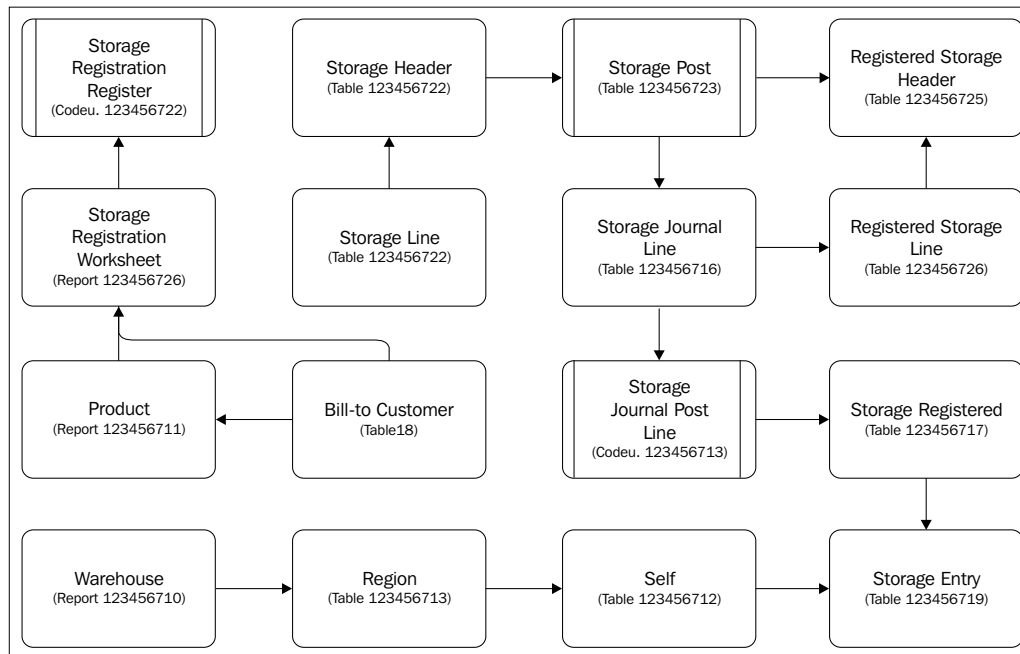 Storage
Registration
Register
(Codeu. 123456722)
Storage Header
(Table 123456722)
Storage Post
(Table 123456723)
Registered Storage
Header
(Table 123456725)
Storage
Registration
Worksheet
(Report 123456726)
Storage Line
(Table 123456722)
Storage Journal
Line
(Table 123456716)
Registered Storage
Line
(Table 123456726)
Product
(Report 123456711)
Bill-to Customer
(Table18)
Storage
Journal Post
Line
(Codeu. 123456713)
Storage Registered
(Table 123456717)
Warehouse
(Report 123456710)
Region
(Table 123456713)
Self
(Table 123456712)
Storage Entry
(Table 123456719)